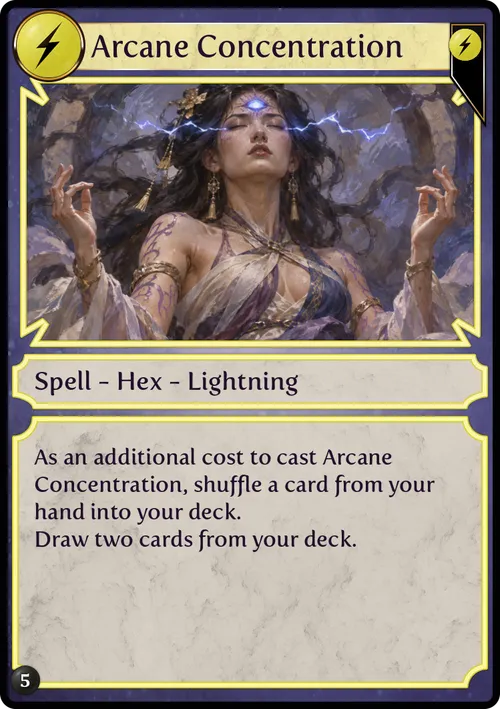 Arcane Concentration
Spell - Hex - Lightning
As an additional cost to cast Arcane
Concentration, shuffle a card from your
hand into your deck.
Draw two cards from your deck.
5